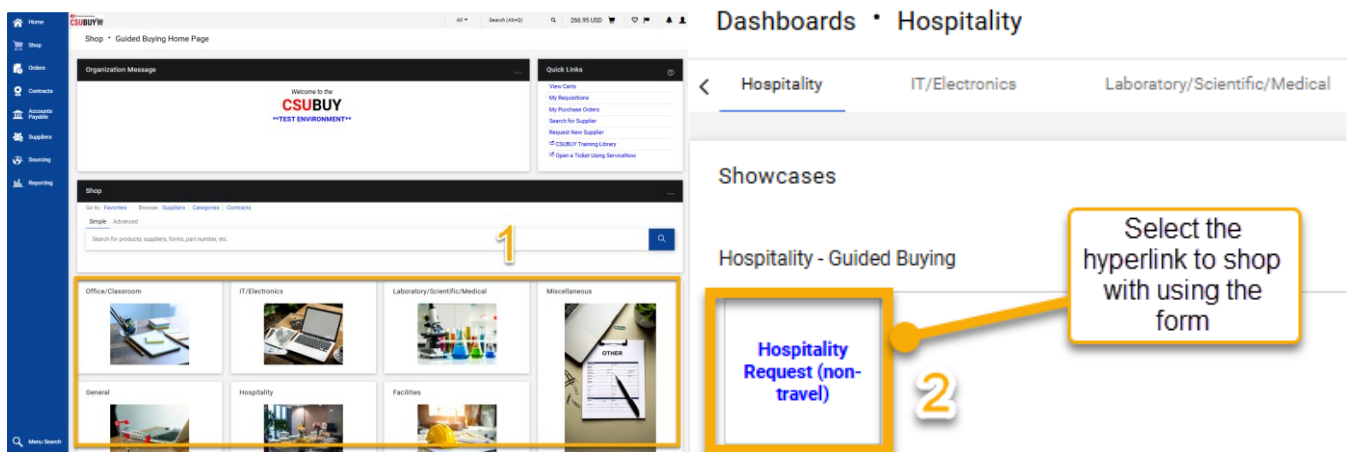 Home
CSUBUY
All
Search (Alt+Q)
266.95 USD
Shop • Guided Buying Home Page
Shop
Orders
Contracts
Accounts
Payable
Suppliers
Sourcing
Reporting
Menu Search
Organization Message
...
Welcome to the
CSUBUY
**TEST ENVIRONMENT**
Quick Links
View Carts
My Requisitions
My Purchase Orders
Search for Supplier
Request New Supplier
CSUBUY Training Library
Open a Ticket Using ServiceNow
Shop
...
Go to: Favorites Browse: Suppliers | Categories | Contracts
Simple Advanced
Search for products, suppliers, forms, part number, etc.
1
Office/Classroom
IT/Electronics
Laboratory/Scientific/Medical
Miscellaneous
OTHER
General
Hospitality
Facilities
Dashboards • Hospitality
Hospitality IT/Electronics Laboratory/Scientific/Medical
Showcases
Hospitality - Guided Buying
Hospitality
Request (non-
travel)
2
Select the
hyperlink to shop
with using the
form